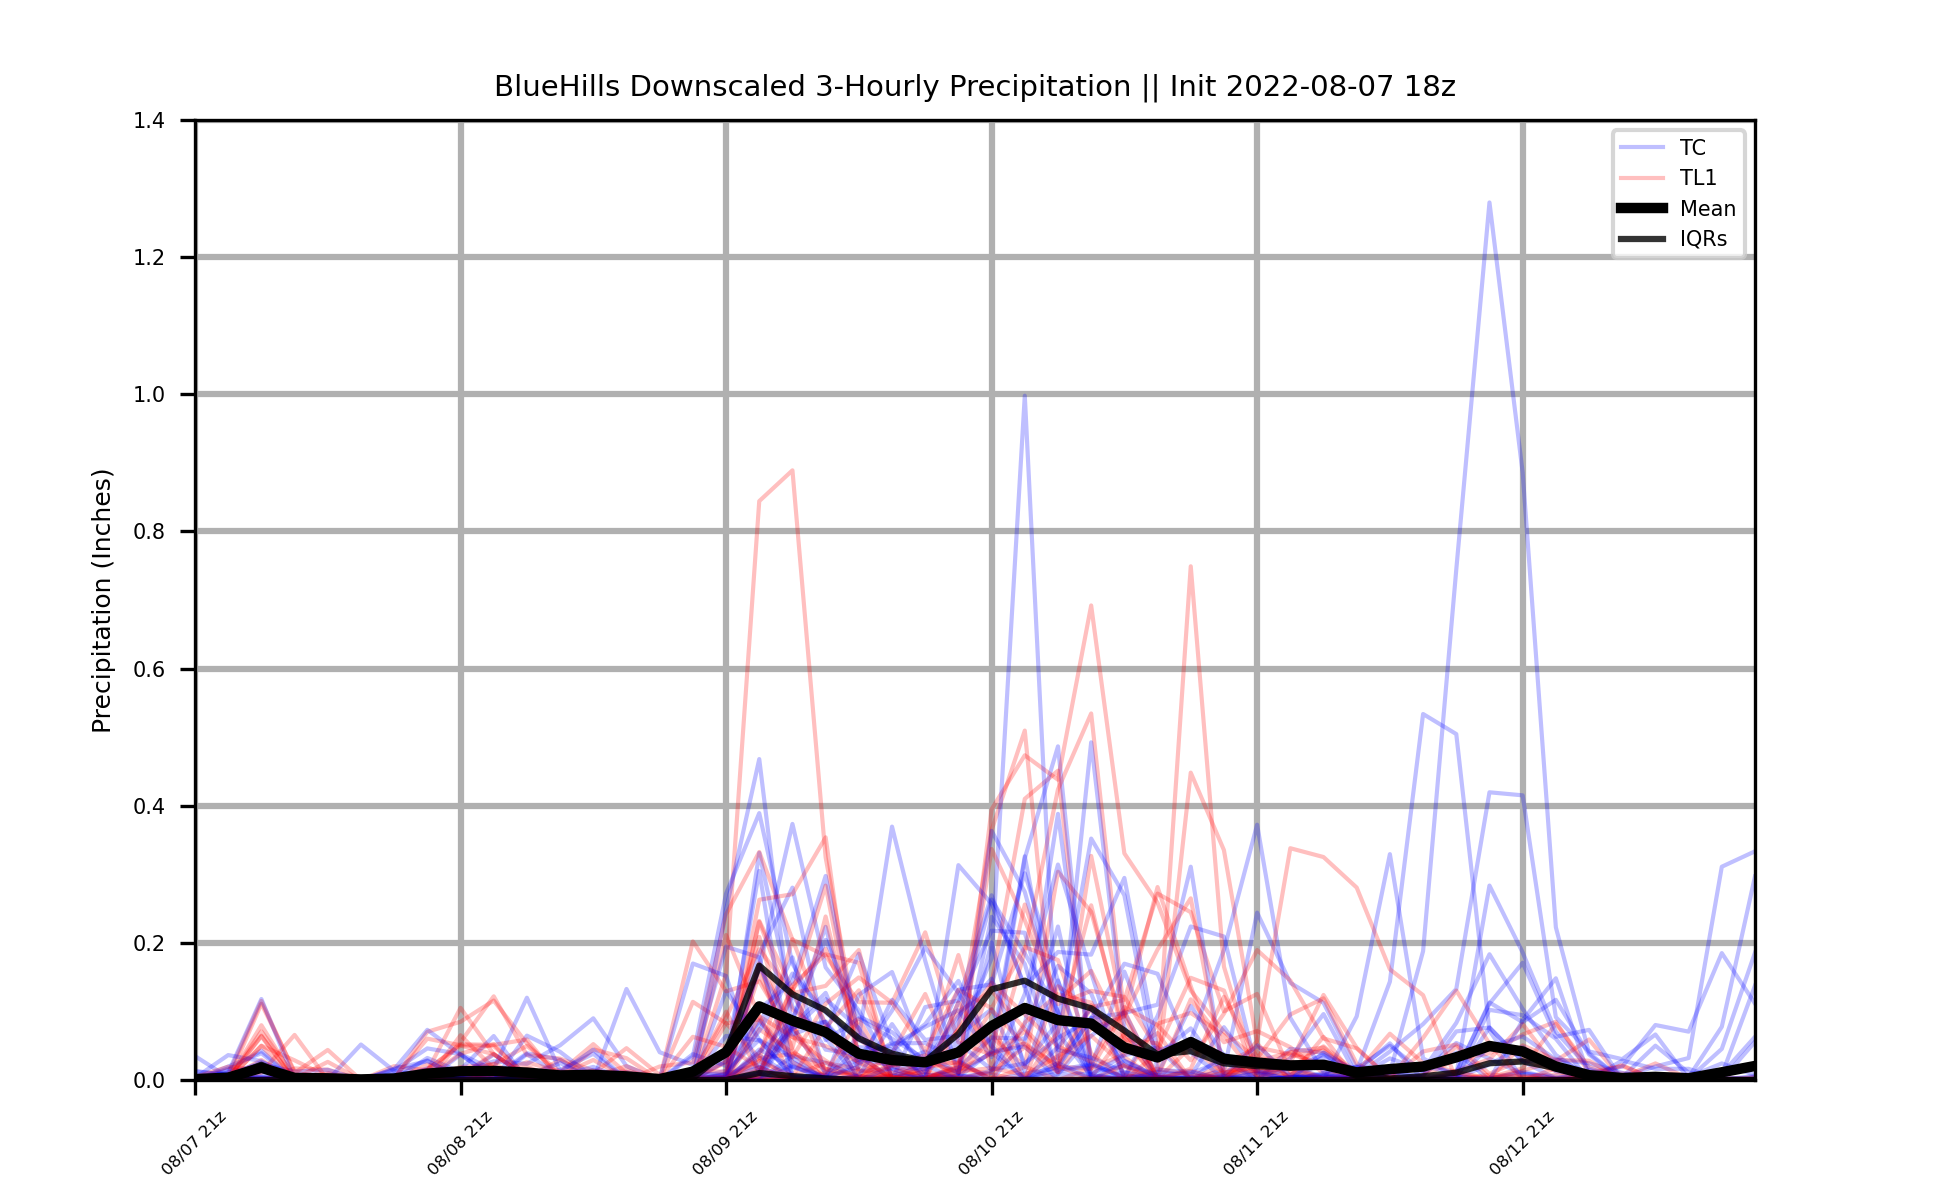 BlueHills Downscaled 3-Hourly Precipitation || Init 2022-08-07 18z
TC
TL1
Mean
IQRs
Precipitation (Inches)
1.4
1.2
1.0
0.8
0.6
0.4
0.2
0.0
08/07 21z
08/08 21z
08/09 21z
08/10 21z
08/11 21z
08/12 21z